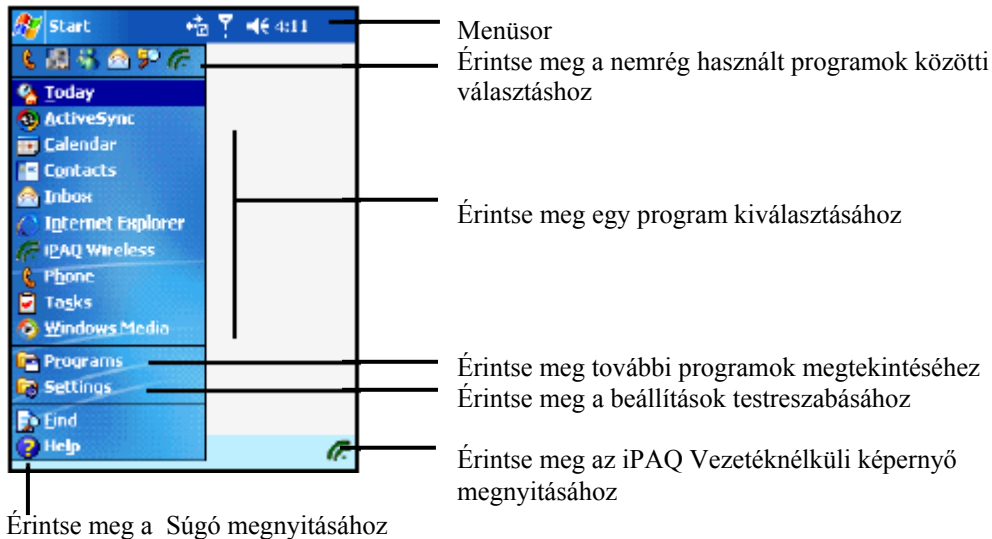 Start 4:11
Today
ActiveSync
Calendar
Contacts
Inbox
Internet Explorer
iPAQ Wireless
Phone
Tasks
Windows Media
Programs
Settings
Find
Help
Menüsor
Érintse meg a nemrég használt programok közötti
választáshoz
Érintse meg egy program kiválasztásához
Érintse meg további programok megtekintéséhez
Érintse meg a beállítások testreszabásához
Érintse meg az iPAQ Vezetéknélküli képernyő
megnyitásához
Érintse meg a Súgó megnyitásához